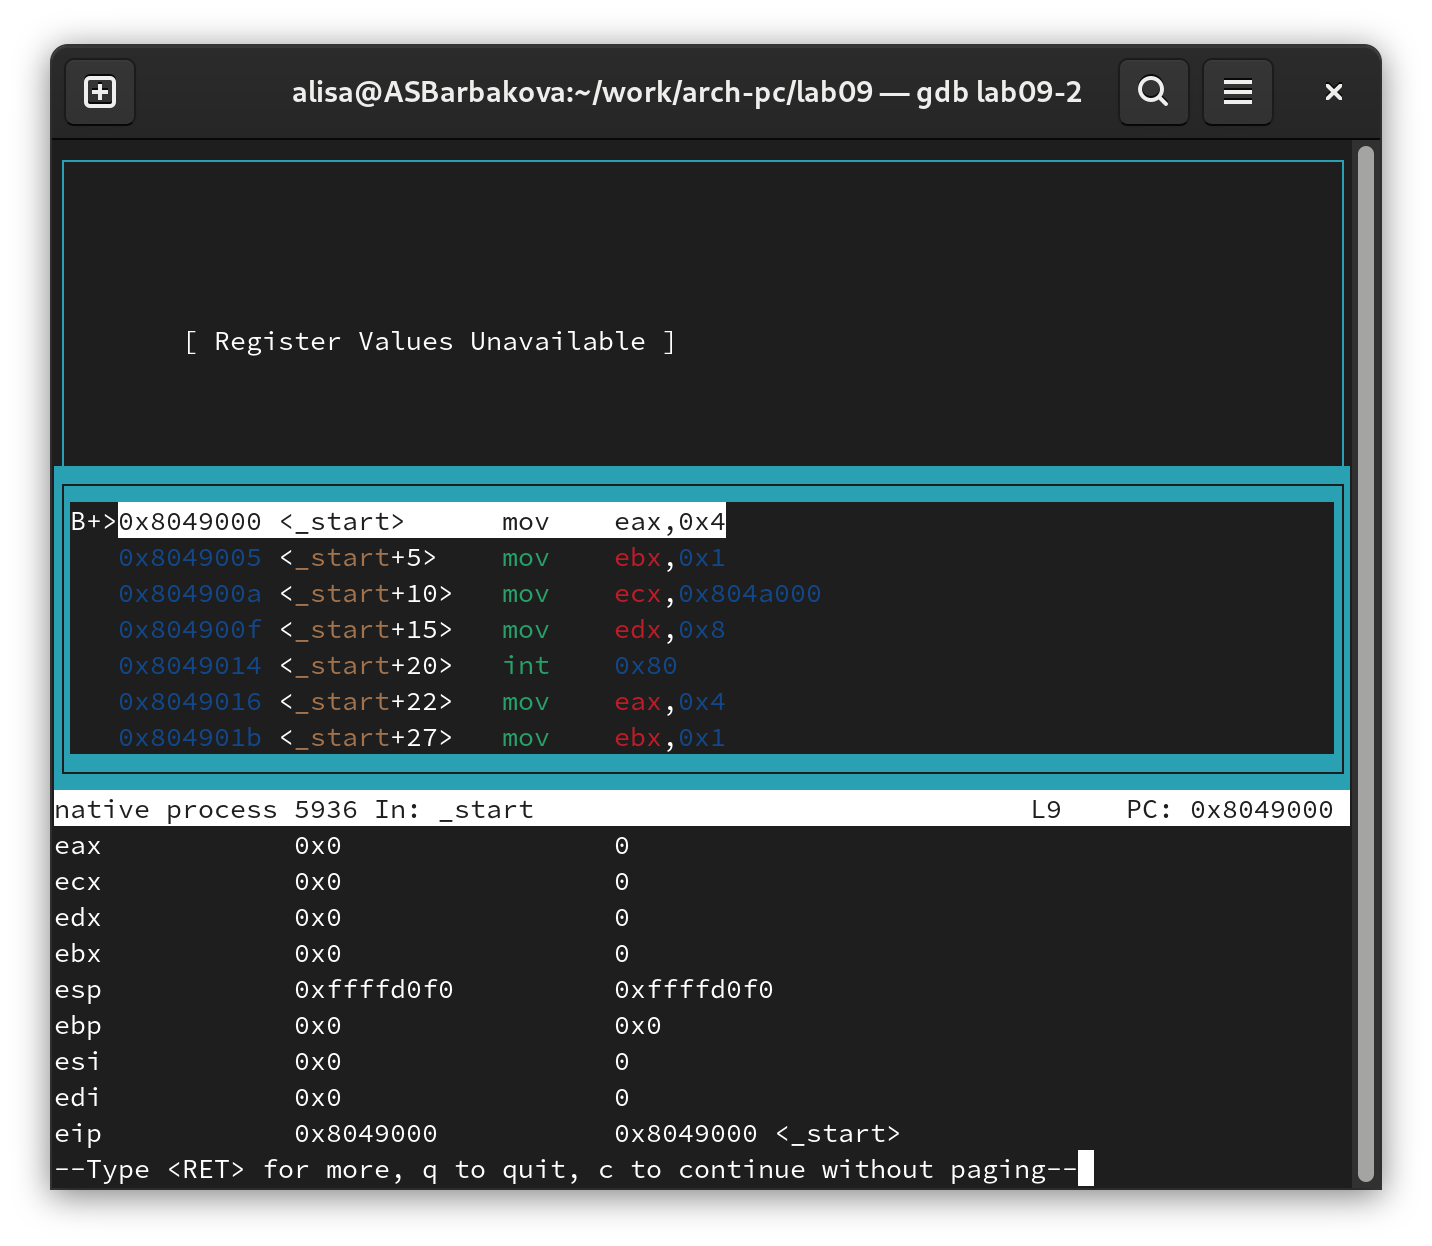 alisa@ASBarbakova:~/work/arch-pc/lab09 — gdb lab09-2
[ Register Values Unavailable ]
B+>0x8049000 <_start>      mov    eax,0x4
   0x8049005 <_start+5>    mov    ebx,0x1
   0x804900a <_start+10>   mov    ecx,0x804a000
   0x804900f <_start+15>   mov    edx,0x8
   0x8049014 <_start+20>   int    0x80
   0x8049016 <_start+22>   mov    eax,0x4
   0x804901b <_start+27>   mov    ebx,0x1
native process 5936 In: _start                               L9    PC: 0x8049000
eax            0x0                 0
ecx            0x0                 0
edx            0x0                 0
ebx            0x0                 0
esp            0xffffd0f0          0xffffd0f0
ebp            0x0                 0x0
esi            0x0                 0
edi            0x0                 0
eip            0x8049000           0x8049000 <_start>
--Type <RET> for more, q to quit, c to continue without paging--